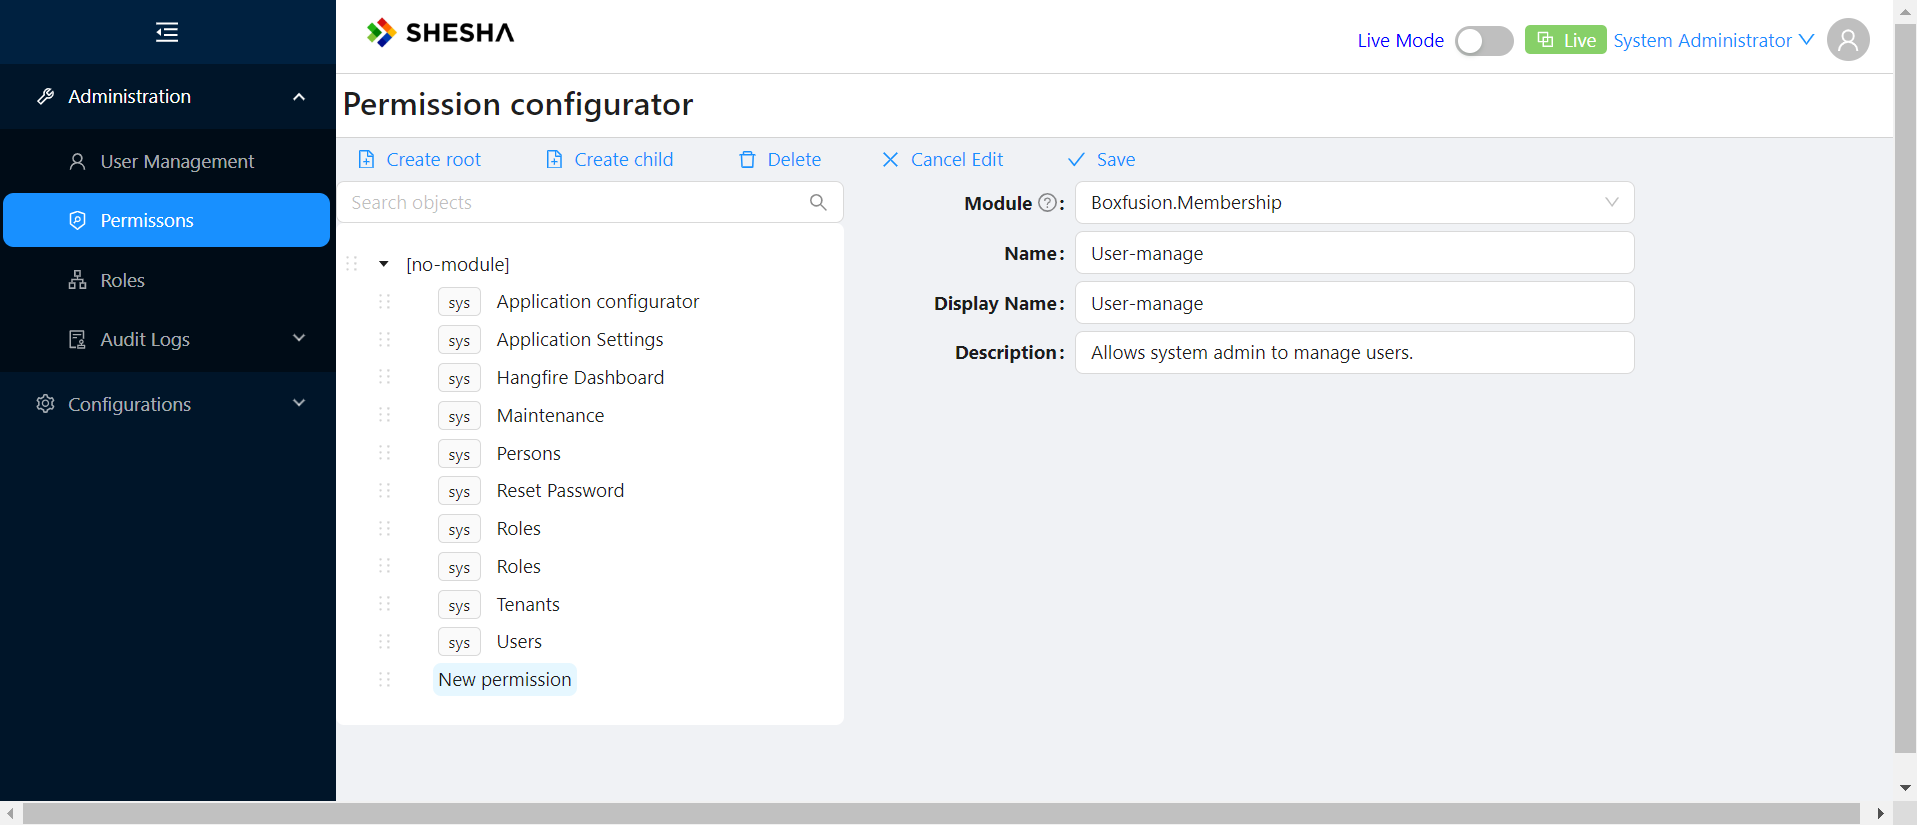 SHESHA
Live Mode Live System Administrator
Administration
User Management
Permissons
Roles
Audit Logs
Configurations
Permission configurator
Create root Create child Delete Cancel Edit Save
Search objects
[no-module]
sys Application configurator
sys Application Settings
sys Hangfire Dashboard
sys Maintenance
sys Persons
sys Reset Password
sys Roles
sys Roles
sys Tenants
sys Users
New permission
Module ?: Boxfusion.Membership
Name: User-manage
Display Name: User-manage
Description: Allows system admin to manage users.